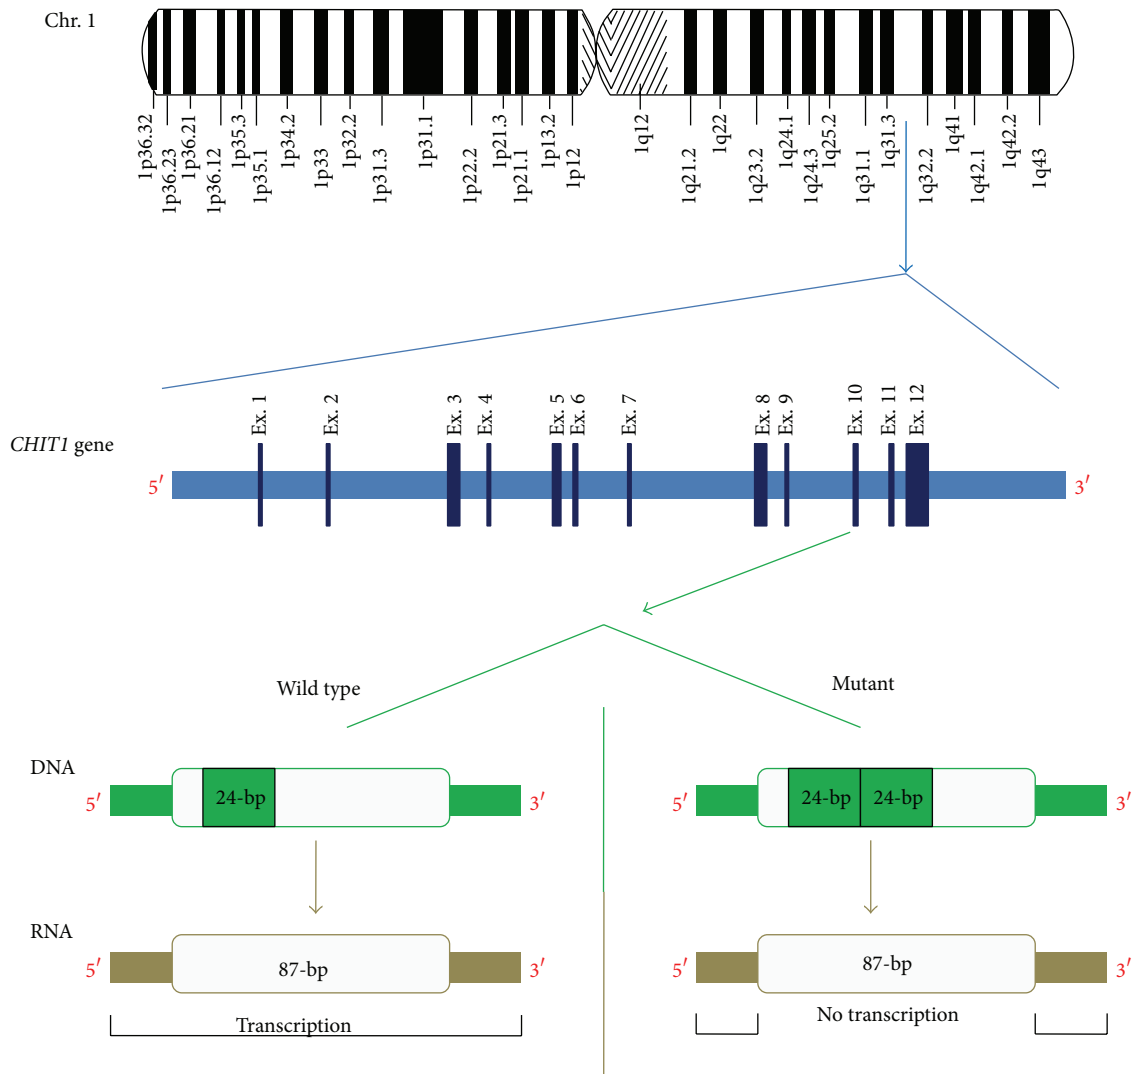 Chr. 1
1p36.32
1p36.23
1p36.21
1p36.12
1p35.3
1p35.1
1p34.2
1p33
1p32.2
1p31.3
1p31.1
1p22.2
1p21.3
1p21.1
1p13.2
1p12
1q12
1q21.2
1q22
1q23.2
1q24.1
1q24.3
1q25.2
1q31.1
1q31.3
1q32.2
1q41
1q42.1
1q42.2
1q43
Ex. 1
Ex. 2
Ex. 3
Ex. 4
Ex. 5
Ex. 6
Ex. 7
Ex. 8
Ex. 9
Ex. 10
Ex. 11
Ex. 12
CHIT1 gene
5′ 3′
Wild type Mutant
DNA
5′ 24-bp 3′ 5′ 24-bp 24-bp 3′
RNA
5′ 87-bp 3′ 5′ 87-bp 3′
Transcription No transcription